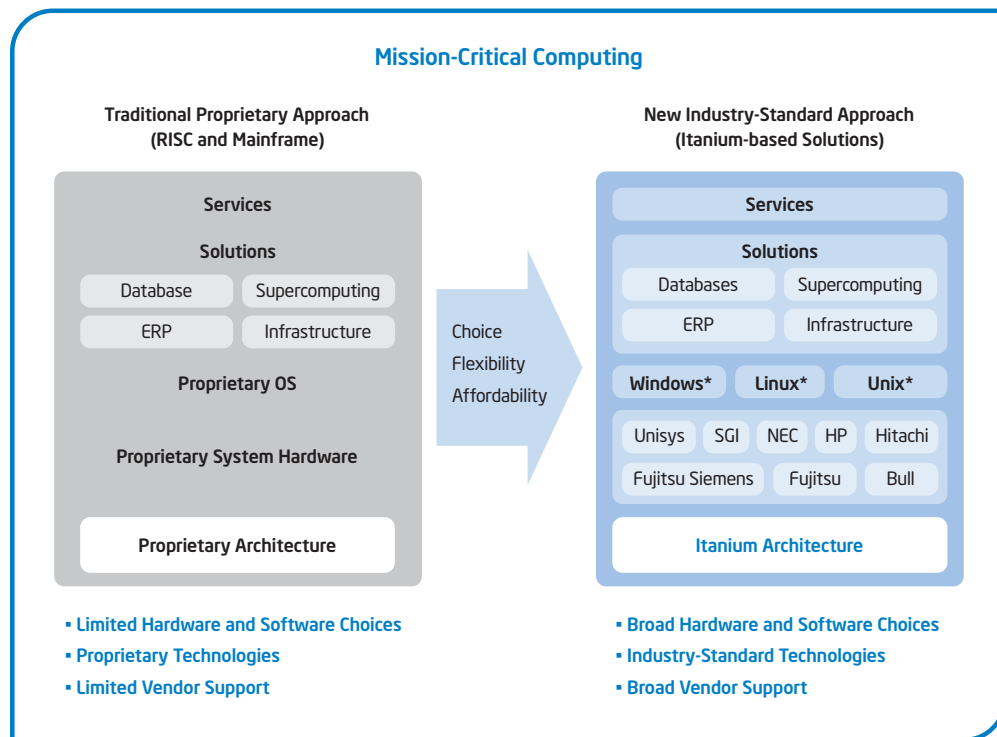 Mission-Critical Computing
Traditional Proprietary Approach
(RISC and Mainframe)
Services
Solutions
Database
Supercomputing
ERP
Infrastructure
Proprietary OS
Proprietary System Hardware
Proprietary Architecture
▪ Limited Hardware and Software Choices
▪ Proprietary Technologies
▪ Limited Vendor Support
Choice
Flexibility
Affordability
New Industry-Standard Approach
(Itanium-based Solutions)
Services
Solutions
Databases
Supercomputing
ERP
Infrastructure
Windows*
Linux*
Unix*
Unisys
SGI
NEC
HP
Hitachi
Fujitsu Siemens
Fujitsu
Bull
Itanium Architecture
▪ Broad Hardware and Software Choices
▪ Industry-Standard Technologies
▪ Broad Vendor Support